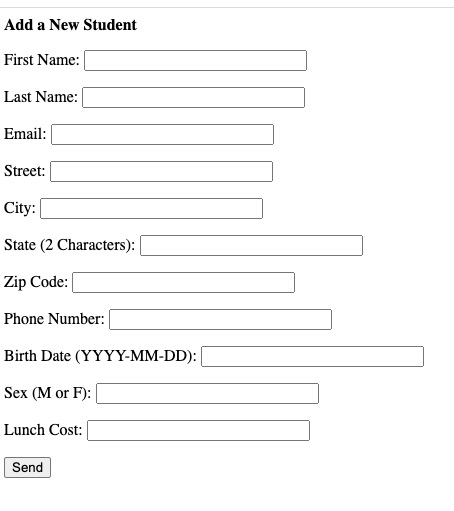 Add a New Student
First Name:
Last Name:
Email:
Street:
City:
State (2 Characters):
Zip Code:
Phone Number:
Birth Date (YYYY-MM-DD):
Sex (M or F):
Lunch Cost:
Send